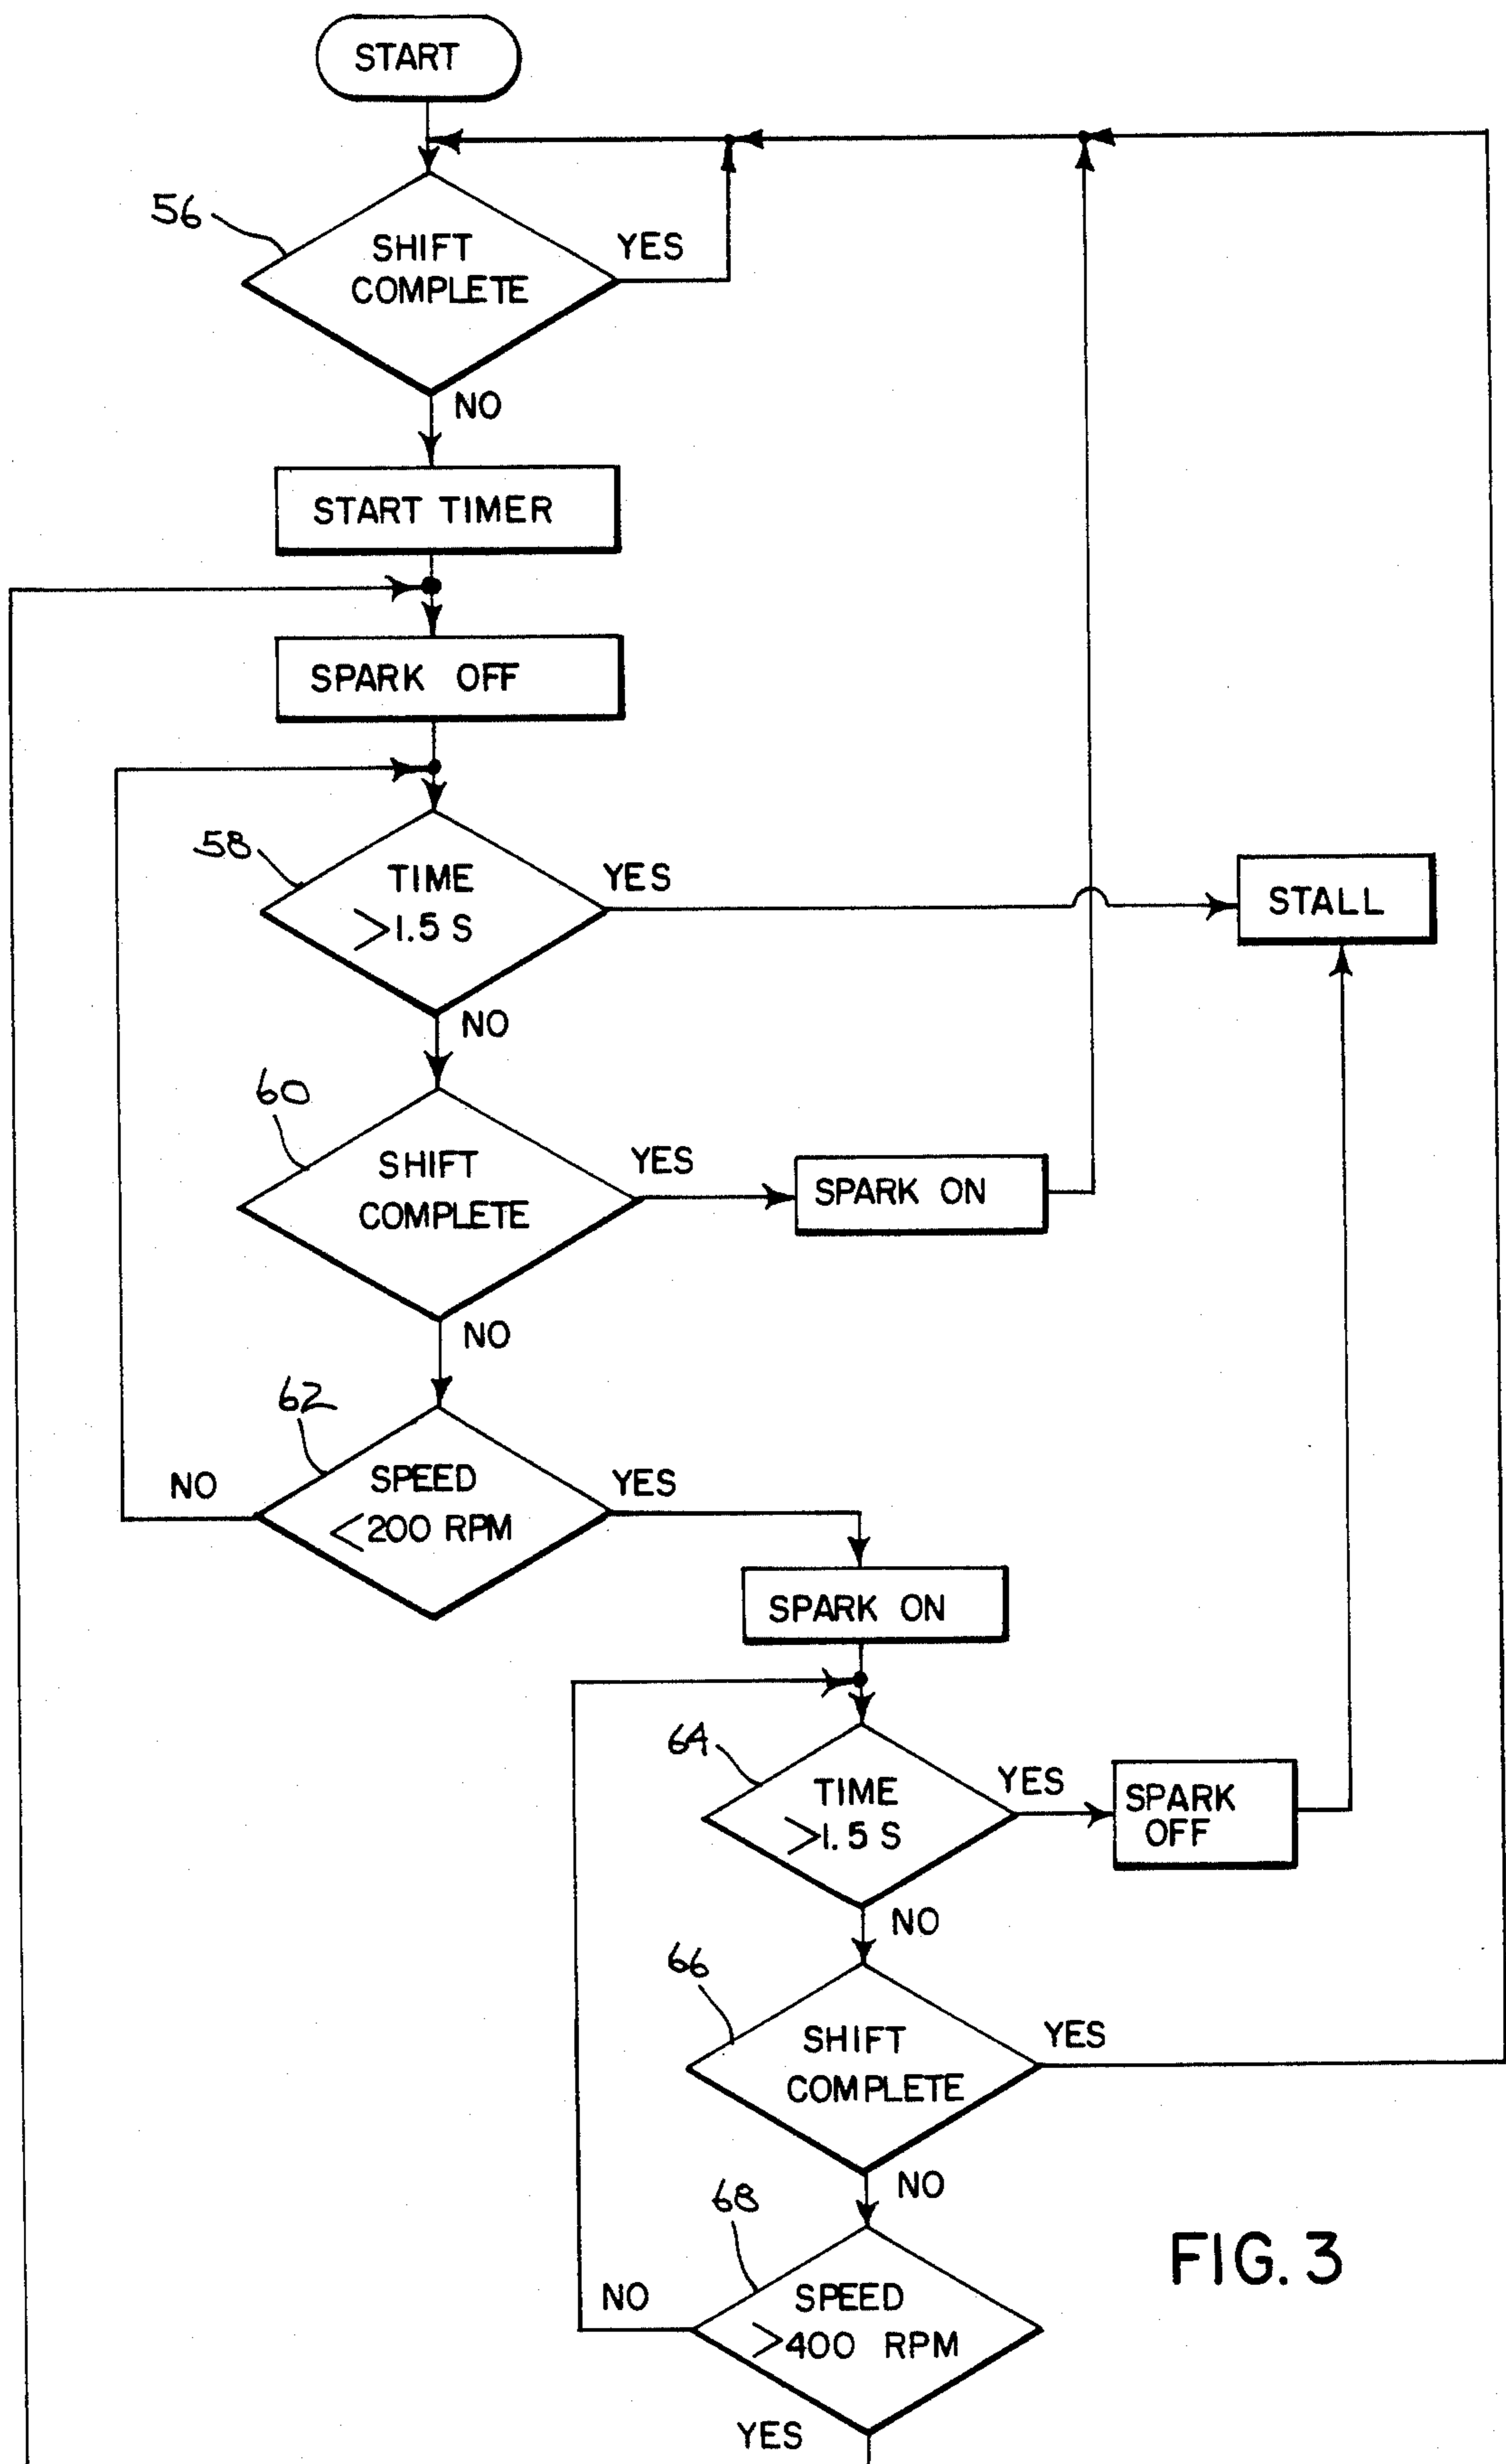 START
56
SHIFT
COMPLETE
YES
NO
START TIMER
SPARK OFF
58
TIME
>1.5 S
YES
STALL
NO
60
SHIFT
COMPLETE
YES
SPARK ON
NO
62
SPEED
<200 RPM
NO
YES
SPARK ON
64
TIME
>1.5 S
YES
SPARK
OFF
NO
66
SHIFT
COMPLETE
YES
NO
68
SPEED
>400 RPM
NO
YES
FIG. 3